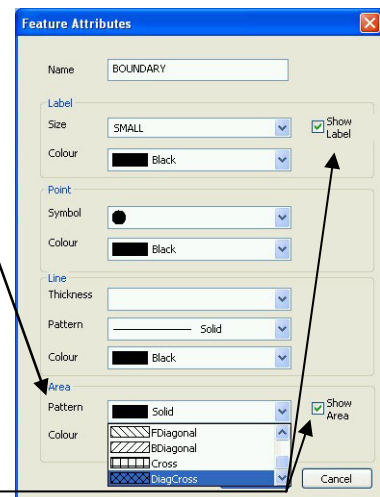 Feature Attributes
Name BOUNDARY
Label
Size SMALL Show Label
Colour Black
Point
Symbol
Colour Black
Line
Thickness
Pattern Solid
Colour Black
Area
Pattern Solid Show Area
Colour FDiagonal
BDiagonal
Cross
DiagCross Cancel